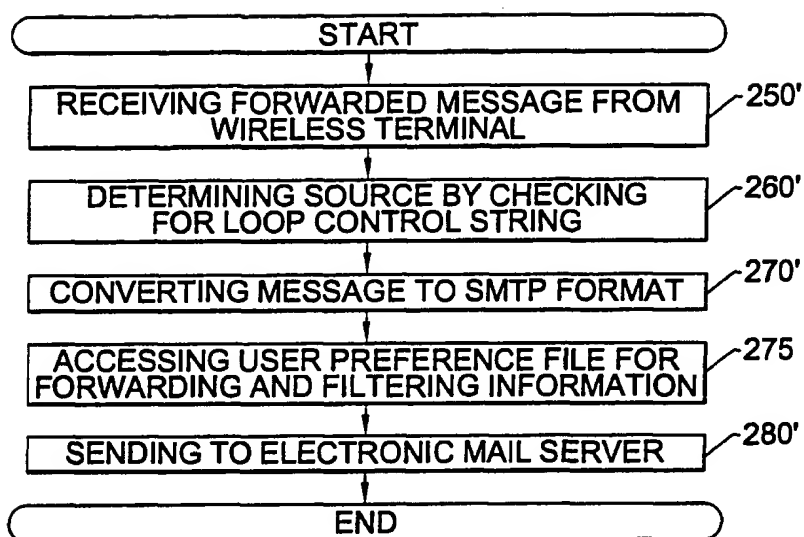 START
RECEIVING FORWARDED MESSAGE FROM
WIRELESS TERMINAL
250'
DETERMINING SOURCE BY CHECKING
FOR LOOP CONTROL STRING
260'
CONVERTING MESSAGE TO SMTP FORMAT
270'
ACCESSING USER PREFERENCE FILE FOR
FORWARDING AND FILTERING INFORMATION
275
SENDING TO ELECTRONIC MAIL SERVER
280'
END